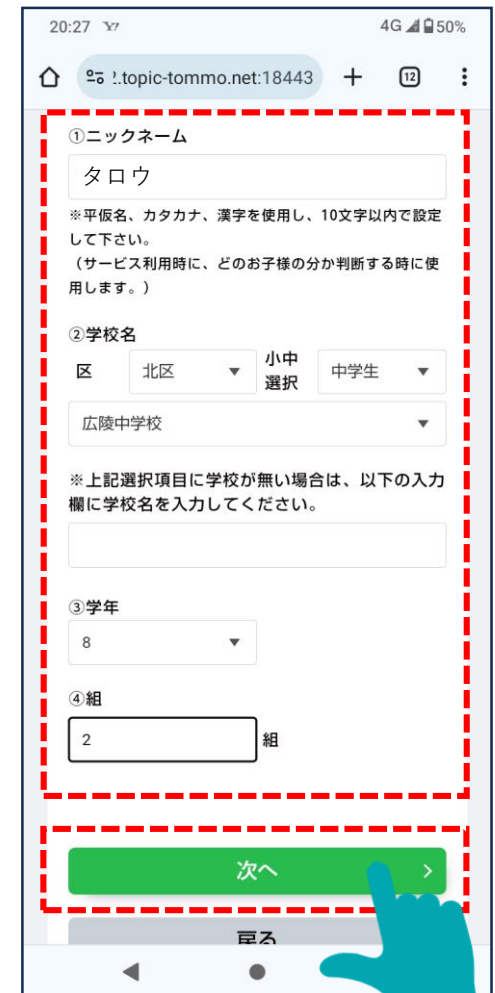 20:27 Y? 4G 50%
2.topic-tommo.net:18443 + 12
①ニックネーム
タロウ
※平仮名、カタカナ、漢字を使用し、10文字以内で設定
して下さい。
(サービス利用時に、どのお子様の分か判断する時に使
用します。)
②学校名
区 北区 小中 中学生
選択
広陵中学校
※上記選択項目に学校が無い場合は、以下の入力
欄に学校名を入力してください。
③学年
8
④組
2 組
次へ
戻る